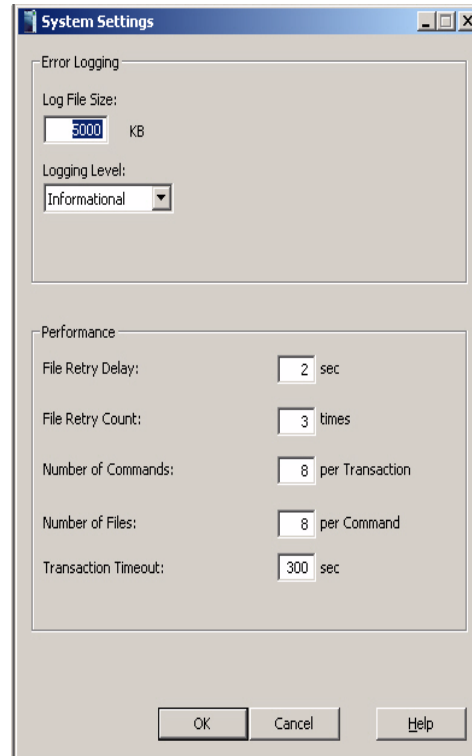 System Settings
Error Logging
Log File Size:
5000 KB
Logging Level:
Informational
Performance
File Retry Delay: 2 sec
File Retry Count: 3 times
Number of Commands: 8 per Transaction
Number of Files: 8 per Command
Transaction Timeout: 300 sec
OK Cancel Help